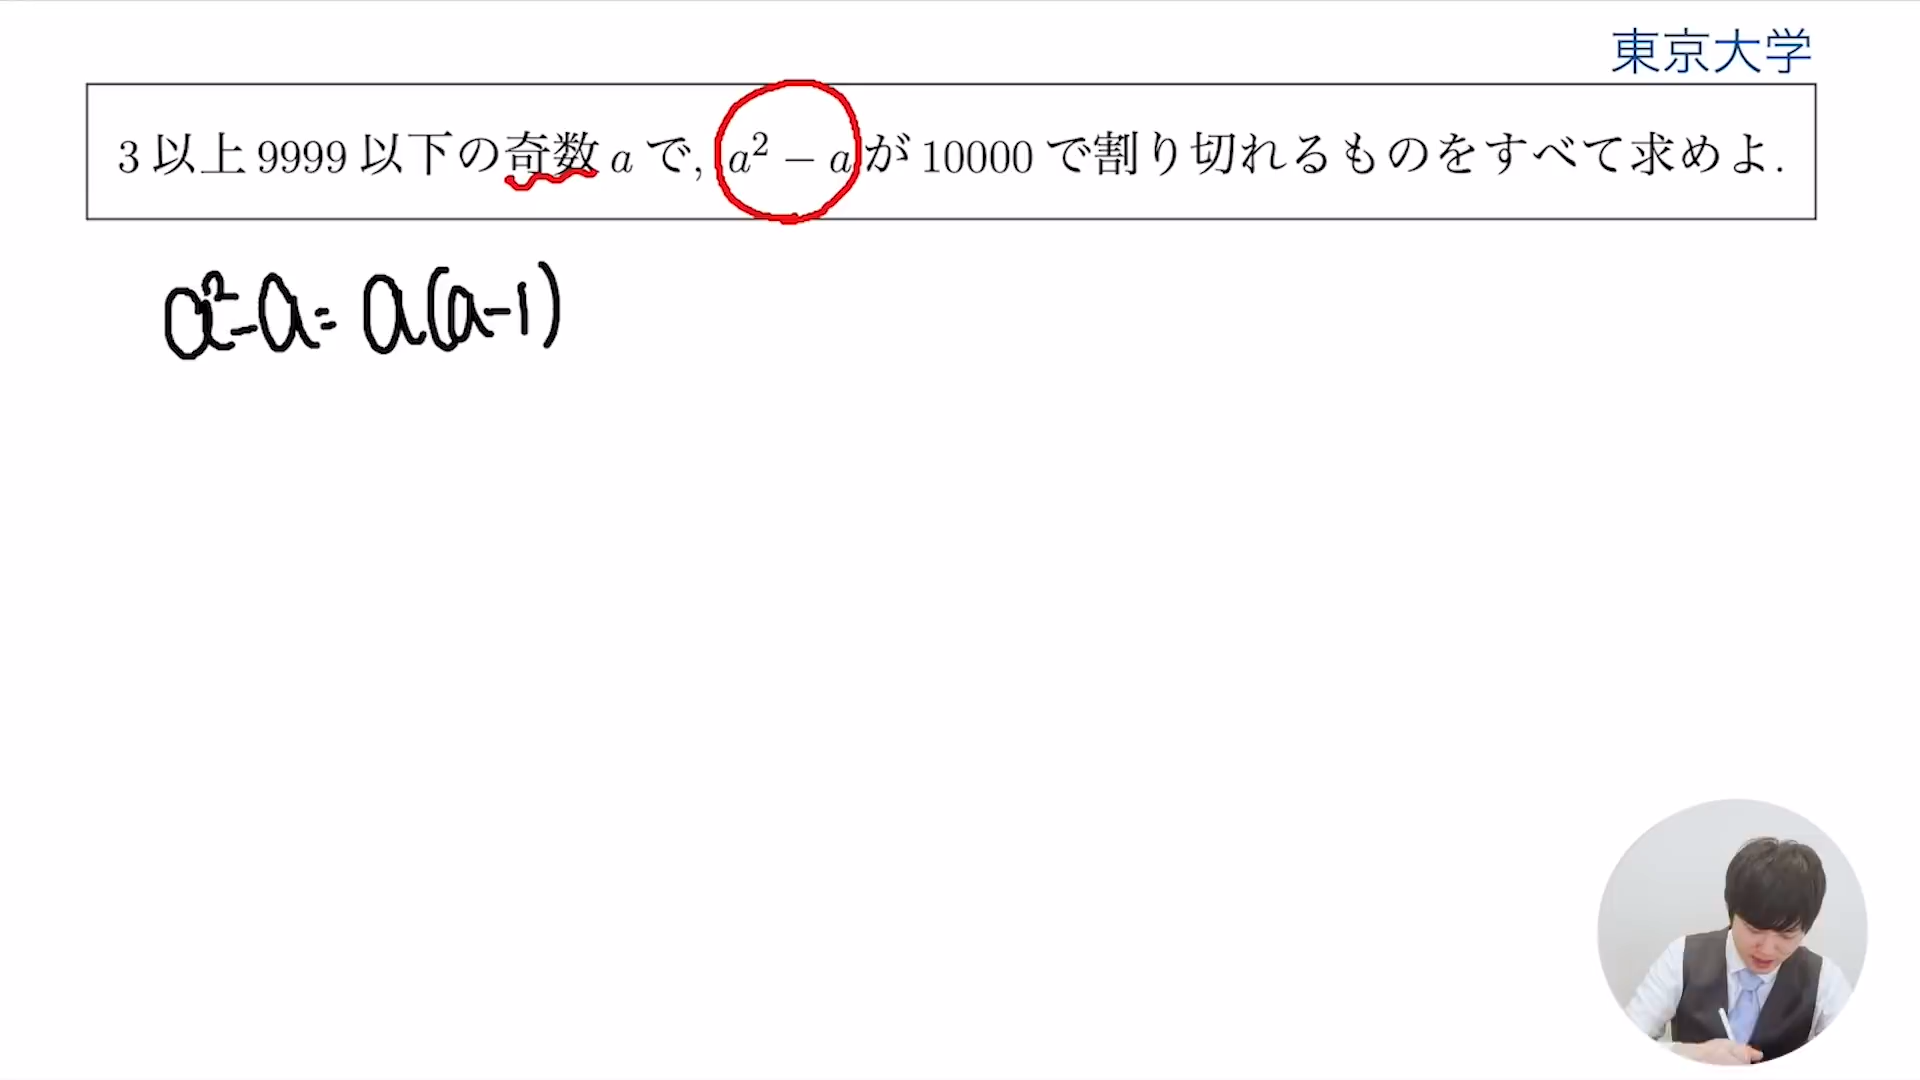 東京大学
3以上9999以下の奇数aで, a² − aが10000で割り切れるものをすべて求めよ.
a²-a= a(a-1)